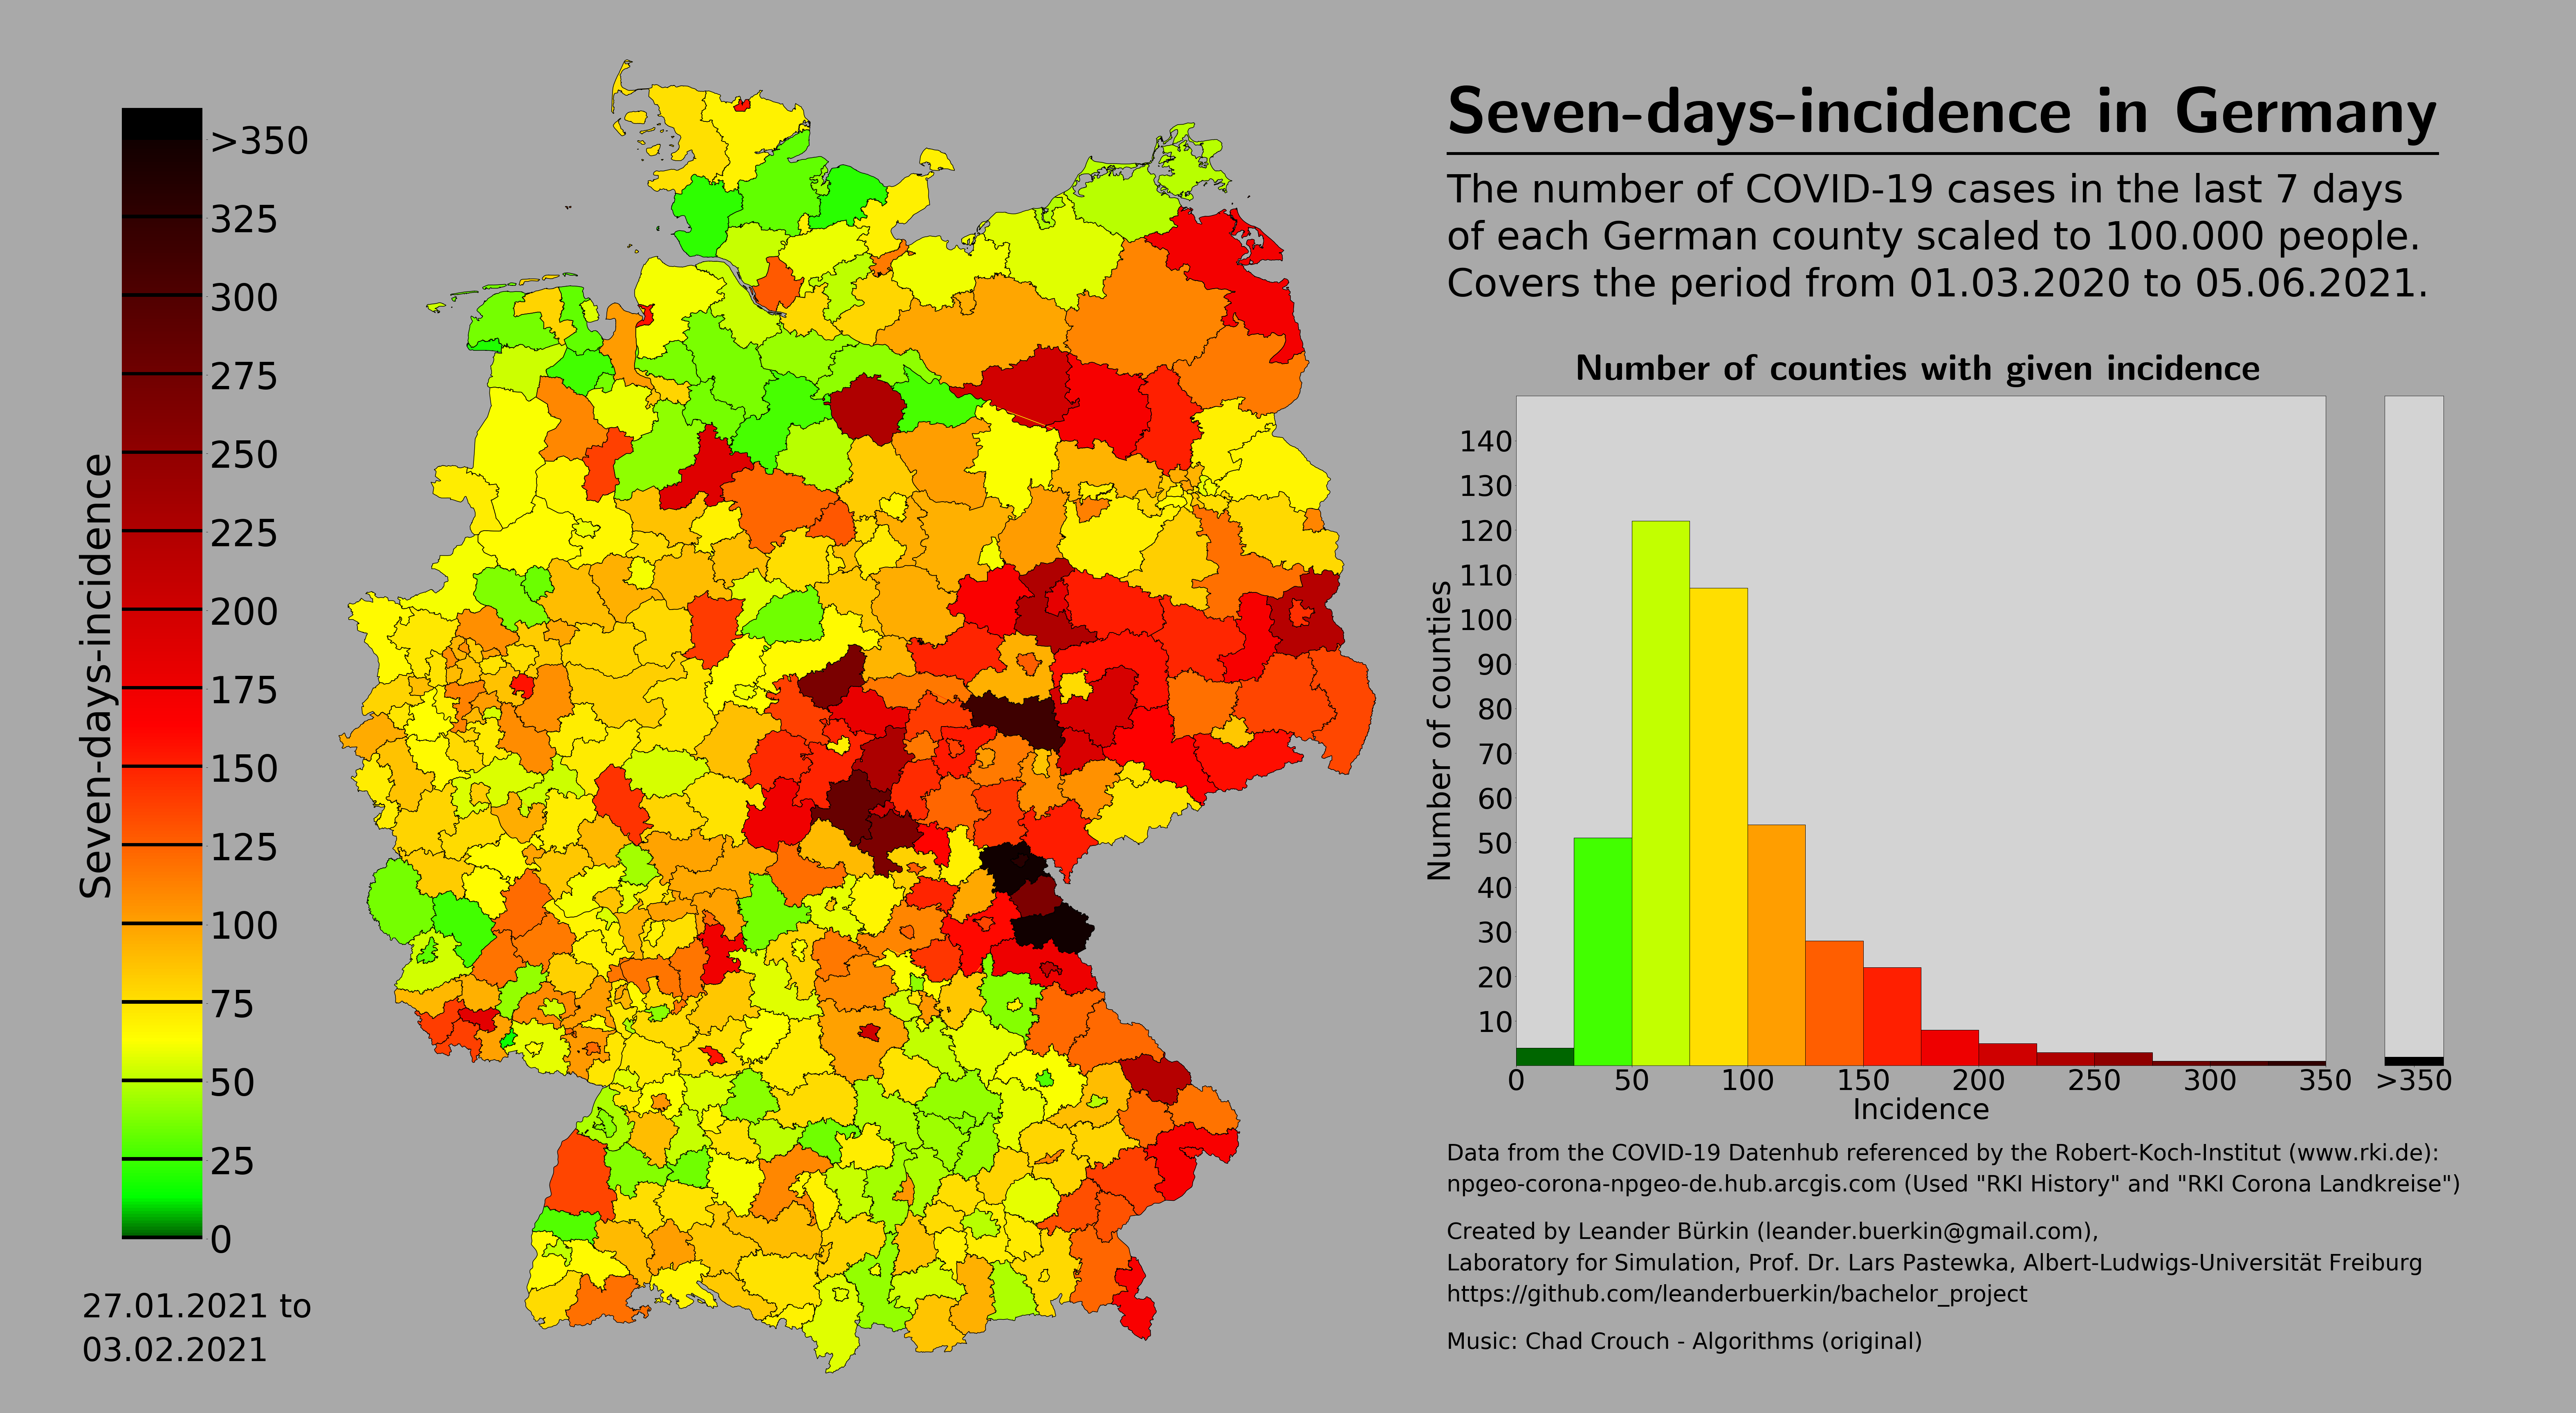 Seven-days-incidence in Germany
The number of COVID-19 cases in the last 7 days
of each German county scaled to 100.000 people.
Covers the period from 01.03.2020 to 05.06.2021.
Seven-days-incidence
>350
325
300
275
250
225
200
175
150
125
100
75
50
25
0
27.01.2021 to
03.02.2021
Number of counties with given incidence
Number of counties
140
130
120
110
100
90
80
70
60
50
40
30
20
10
0 50 100 150 200 250 300 350 >350
Incidence
Data from the COVID-19 Datenhub referenced by the Robert-Koch-Institut (www.rki.de):
npgeo-corona-npgeo-de.hub.arcgis.com (Used "RKI History" and "RKI Corona Landkreise")
Created by Leander Bürkin (leander.buerkin@gmail.com),
Laboratory for Simulation, Prof. Dr. Lars Pastewka, Albert-Ludwigs-Universität Freiburg
https://github.com/leanderbuerkin/bachelor_project
Music: Chad Crouch - Algorithms (original)